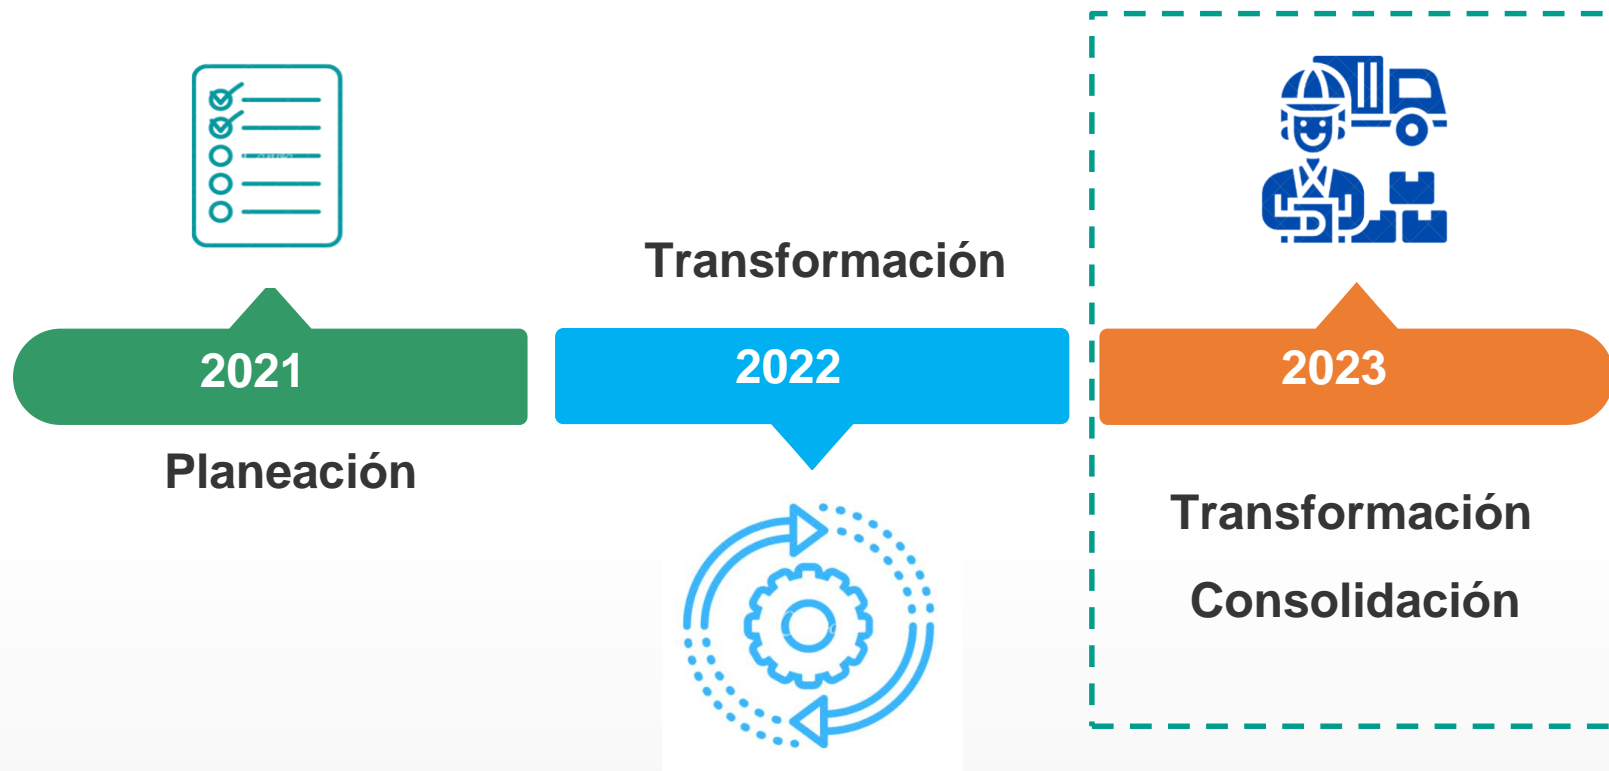 2021
Planeación
Transformación
2022
2023
Transformación
Consolidación